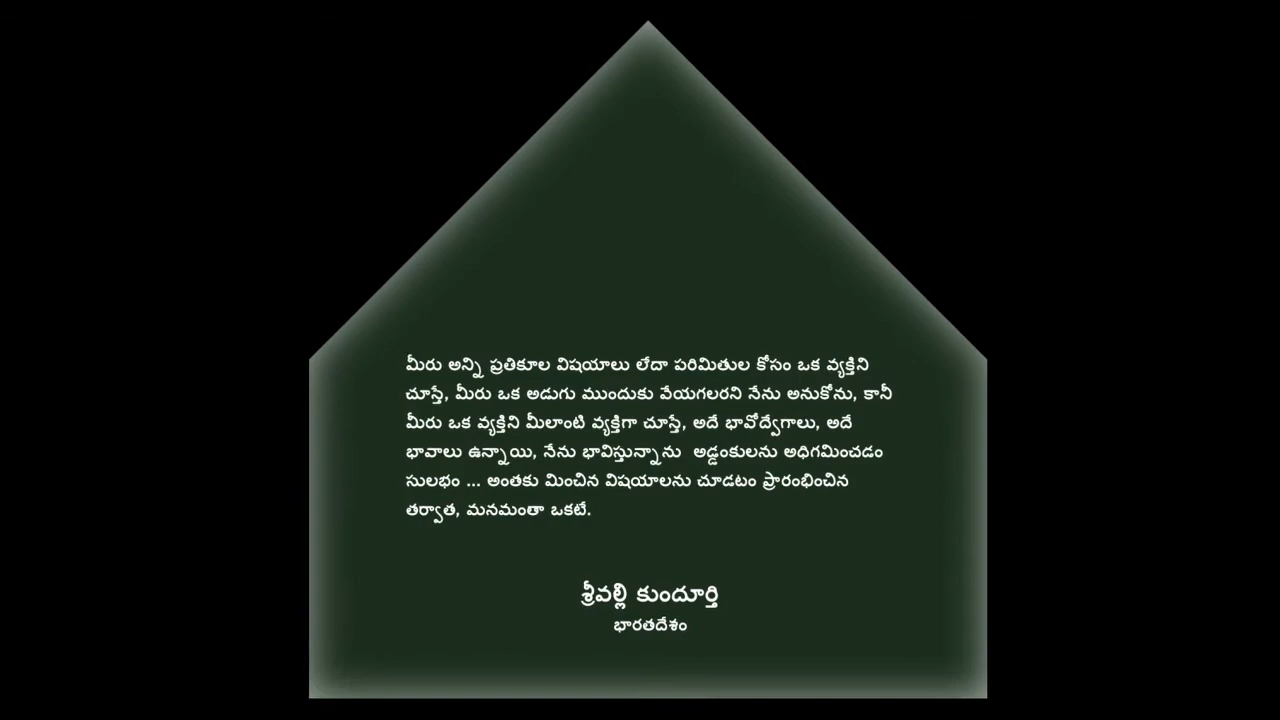 మీరు అన్ని ప్రతికూల విషయాలు లేదా పరిమితుల కోసం ఒక వ్యక్తిని
చూస్తే, మీరు ఒక అడుగు ముందుకు వేయగలరని నేను అనుకోను, కానీ
మీరు ఒక వ్యక్తిని మీలాంటి వ్యక్తిగా చూస్తే, అదే భావోద్వేగాలు, అదే
భావాలు ఉన్నాయి, నేను భావిస్తున్నాను అడ్డంకులను అధిగమించడం
సులభం ... అంతకు మించిన విషయాలను చూడటం ప్రారంభించిన
తర్వాత, మనమంతా ఒకటే.
శ్రీవల్లి కుందూర్తి
భారతదేశం